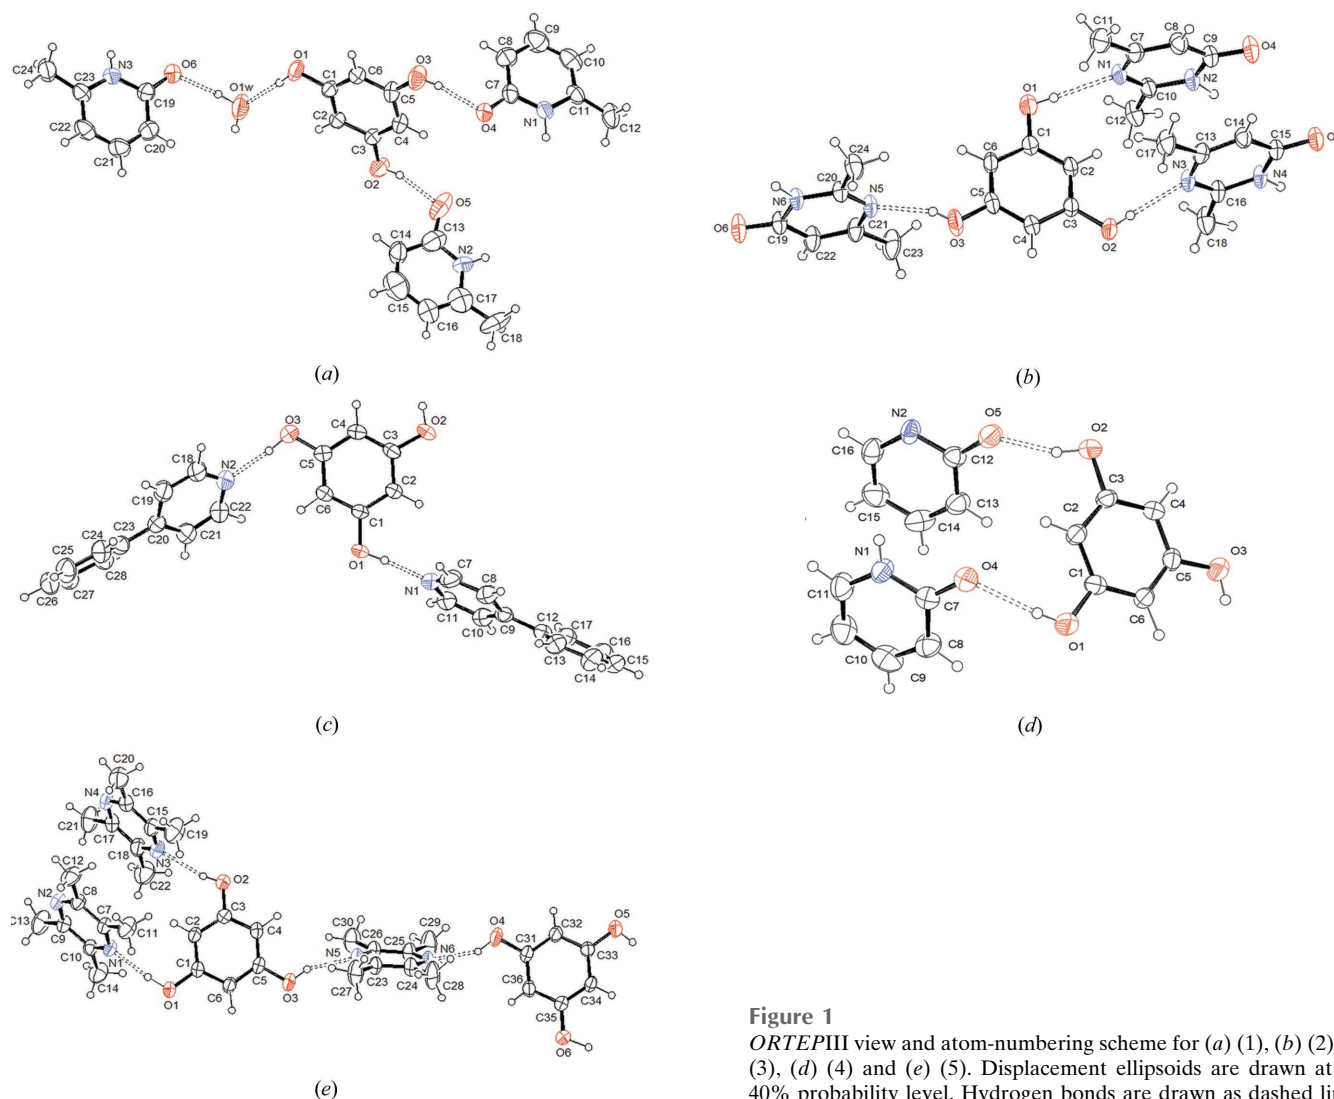 C24 N3 O6 C23 C19 C22 C21 C20 O1w O1 C1 C6 O3 C5 C2 C4 C3 O2 C9 C8 C10 C7 O4 N1 C11 C12 O5 C13 C14 N2 C15 C17 C16 C18
(a)
C11 C8 C7 C9 O4 N1 N2 C10 O1 C12 C14 C13 C15 C17 N3 N4 C16 C18 C1 C6 C2 C5 C3 C4 O3 O2 C24 C20 N5 N6 C21 O6 C19 C22 C23
(b)
O3 C4 O2 C3 C5 C18 N2 C2 C19 C6 C22 C1 C23 C21 C24 C20 C25 C28 C27 C26 O1 C7 C8 N1 C11 C12 C17 C10 C9 C16 C13 C15 C14
(c)
N2 O5 O2 C16 C12 C3 C13 C2 C4 C15 C14 N1 O4 O3 C1 C5 C11 C7 C6 C8 O1 C10 C9
(d)
C20 N4 C16 C15 C21 C19 C17 C18 N3 C12 C22 O2 N2 C8 C7 C3 C13 C11 C2 C4 C9 C10 N1 C1 C5 C14 C6 O1 O3 C30 C26 C25 C29 N5 N6 C27 C23 C24 C28 O4 C32 O5 C31 C33 C36 C34 C35 O6
(e)
Figure 1
ORTEPIII view and atom-numbering scheme for (a) (1), (b) (2)
(3), (d) (4) and (e) (5). Displacement ellipsoids are drawn at
40% probability level. Hydrogen bonds are drawn as dashed